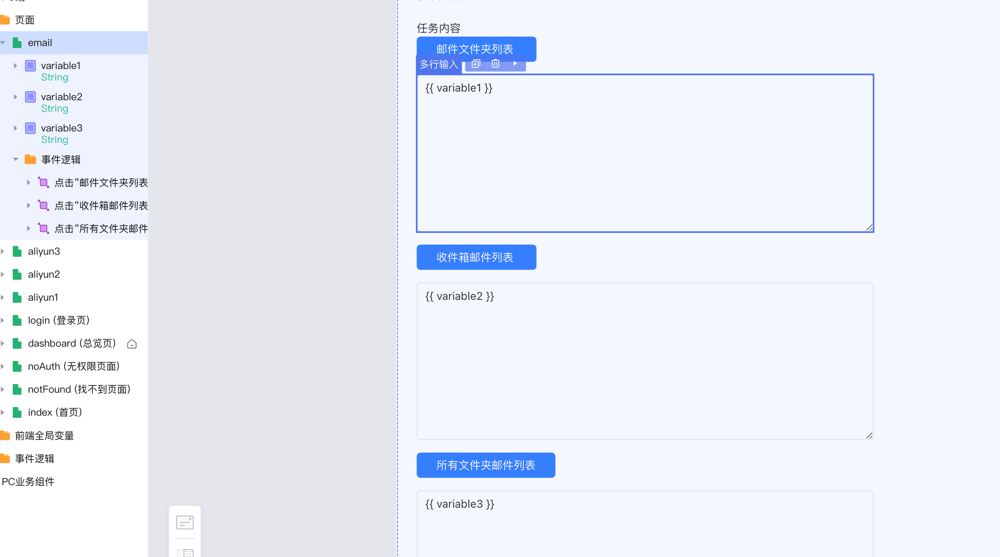 页面
email
局 variable1
String
局 variable2
String
局 variable3
String
事件逻辑
点击“邮件文件夹列表
点击“收件箱邮件列表
点击“所有文件夹邮件
aliyun3
aliyun2
aliyun1
login (登录页)
dashboard (总览页)
noAuth (无权限页面)
notFound (找不到页面)
index (首页)
前端全局变量
事件逻辑
PC业务组件
任务内容
邮件文件夹列表
多行输入
{{ variable1 }}
收件箱邮件列表
{{ variable2 }}
所有文件夹邮件列表
{{ variable3 }}